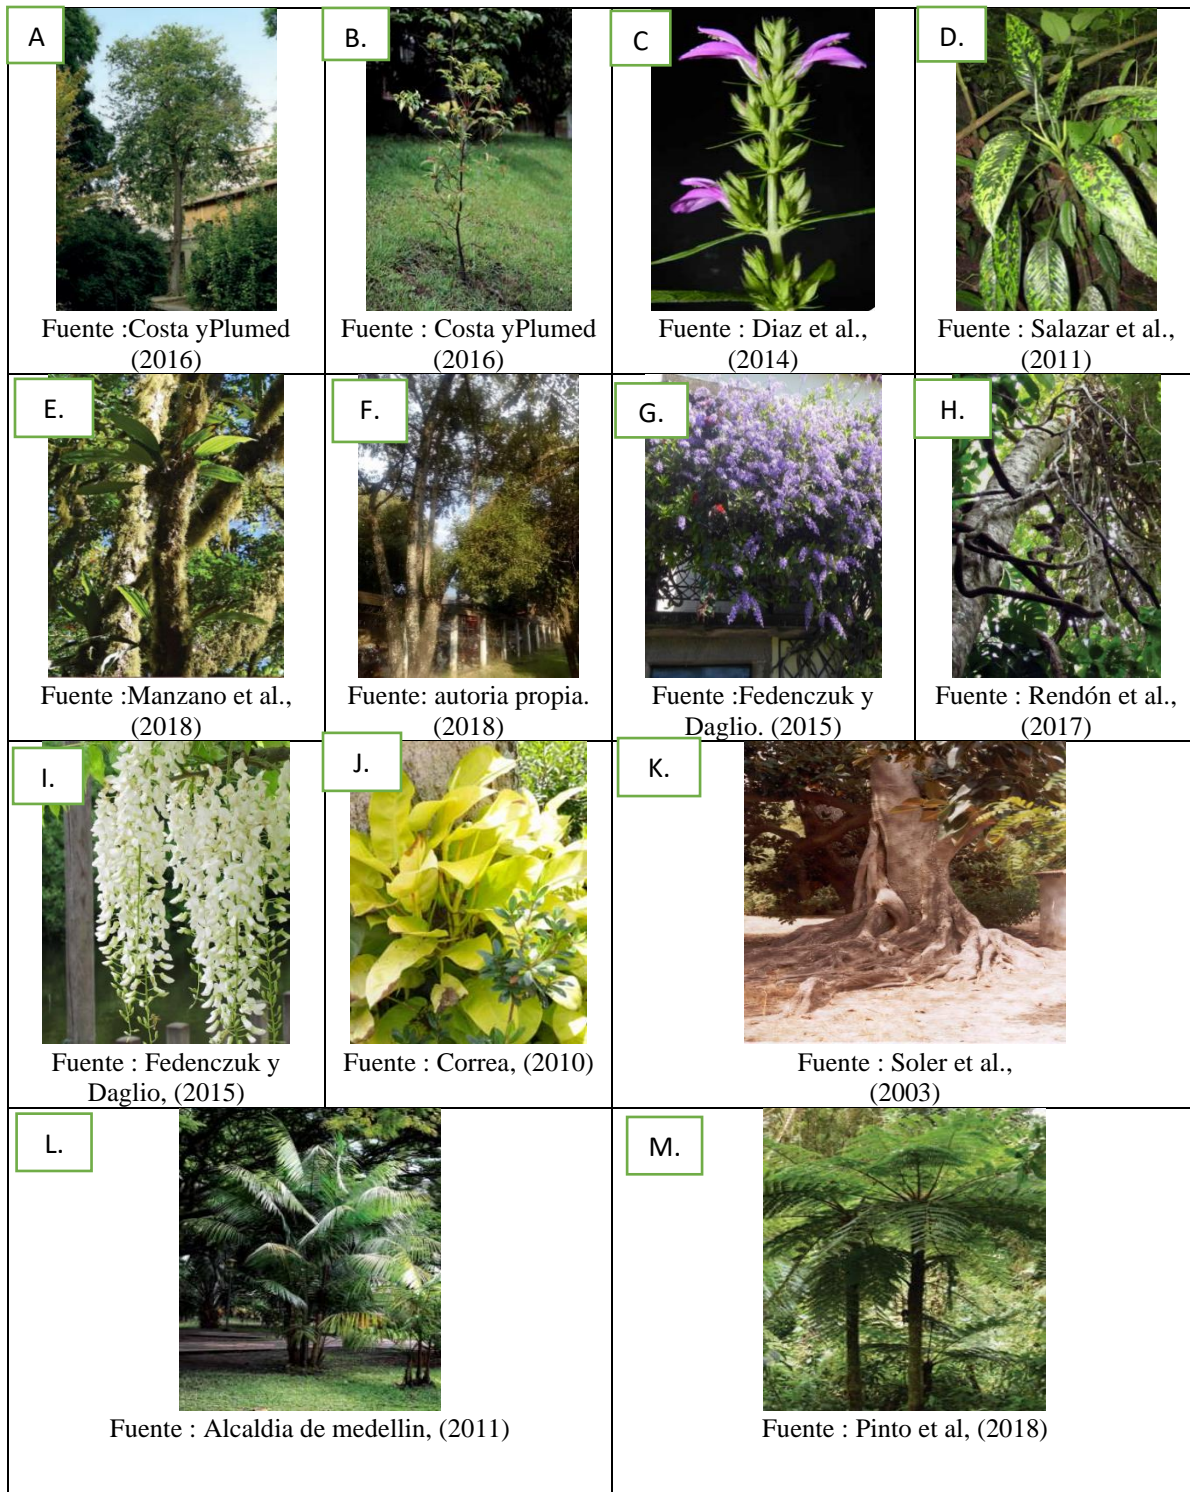 A
B.
C
D.
Fuente :Costa yPlumed
(2016)
Fuente : Costa yPlumed
(2016)
Fuente : Diaz et al.,
(2014)
Fuente : Salazar et al.,
(2011)
E.
F.
G.
H.
Fuente :Manzano et al.,
(2018)
Fuente: autoria propia.
(2018)
Fuente :Fedenczuk y
Daglio. (2015)
Fuente : Rendón et al.,
(2017)
I.
J.
K.
Fuente : Fedenczuk y
Daglio, (2015)
Fuente : Correa, (2010)
Fuente : Soler et al.,
(2003)
L.
M.
Fuente : Alcaldia de medellin, (2011)
Fuente : Pinto et al, (2018)